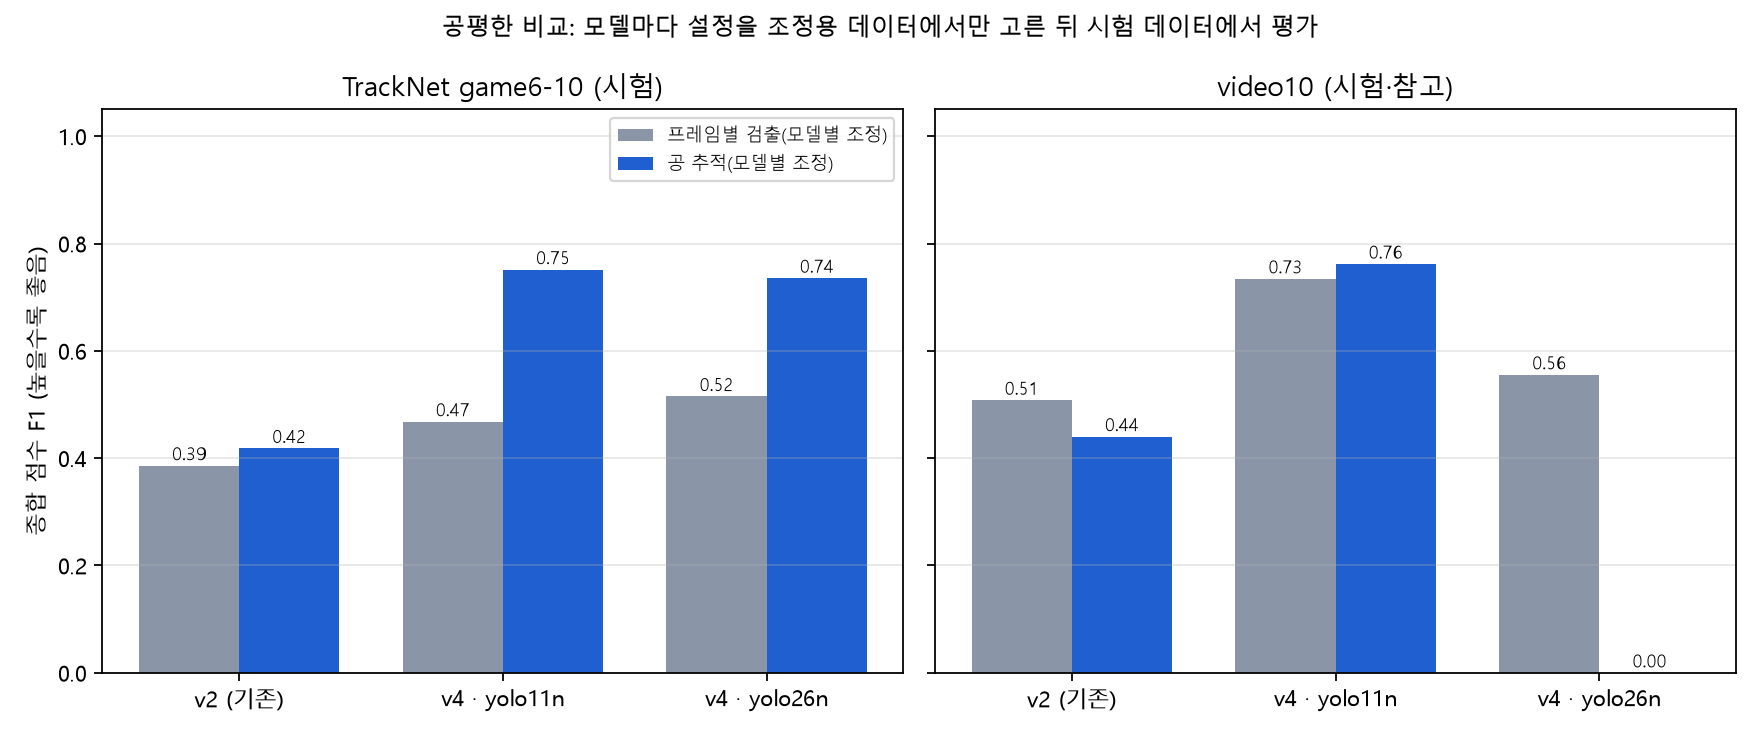 공평한 비교: 모델마다 설정을 조정용 데이터에서만 고른 뒤 시험 데이터에서 평가
TrackNet game6-10 (시험)
종합 점수 F1 (높을수록 좋음)
1.0
0.8
0.6
0.4
0.2
0.0
프레임별 검출(모델별 조정)
공 추적(모델별 조정)
0.39
0.42
0.47
0.75
0.52
0.74
v2 (기존)
v4 · yolo11n
v4 · yolo26n
video10 (시험·참고)
0.51
0.44
0.73
0.76
0.56
0.00
v2 (기존)
v4 · yolo11n
v4 · yolo26n